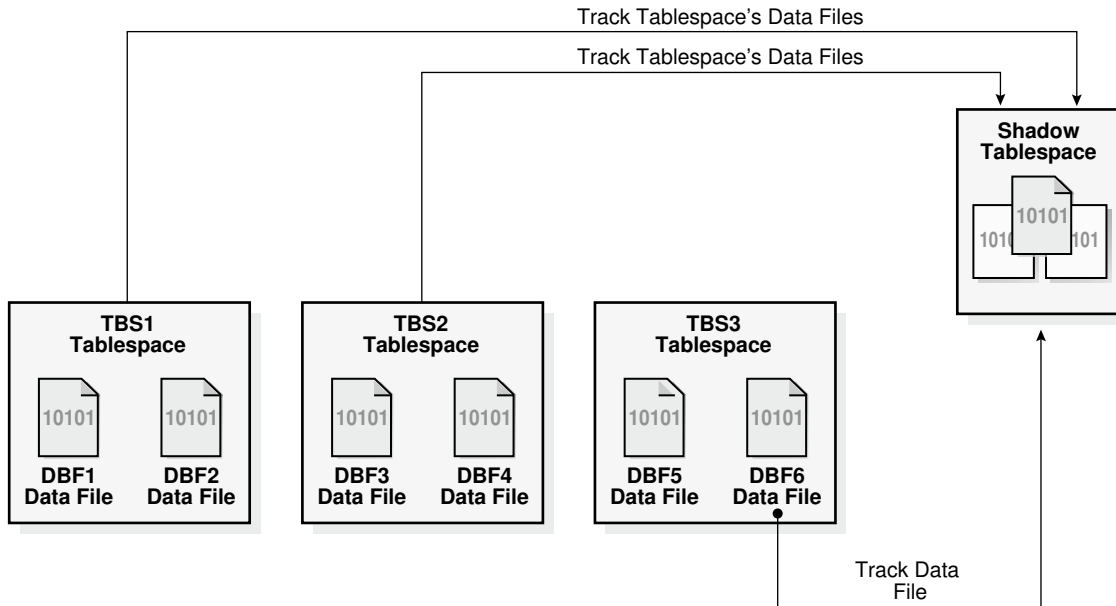 Track Tablespace's Data Files
Track Tablespace's Data Files
Shadow
Tablespace
10101
1010
101
TBS1
Tablespace
10101
10101
DBF1
Data File
DBF2
Data File
TBS2
Tablespace
10101
10101
DBF3
Data File
DBF4
Data File
TBS3
Tablespace
10101
10101
DBF5
Data File
DBF6
Data File
Track Data
File